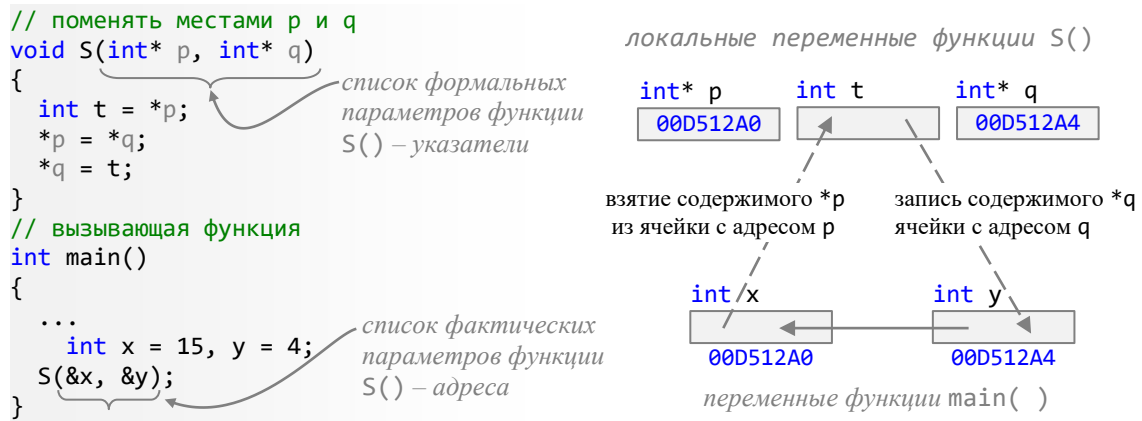 // поменять местами p и q
void S(int* p, int* q)
{
int t = *p;
*p = *q;
*q = t;
}
// вызывающая функция
int main()
{
...
int x = 15, y = 4;
S(&x, &y);
}
список формальных
параметров функции
S() – указатели
список фактических
параметров функции
S() – адреса
локальные переменные функции S()
int* p
int t
int* q
00D512A0
00D512A4
взятие содержимого *p
из ячейки с адресом p
запись содержимого *q
ячейки с адресом q
int x
int y
00D512A0
00D512A4
переменные функции main( )